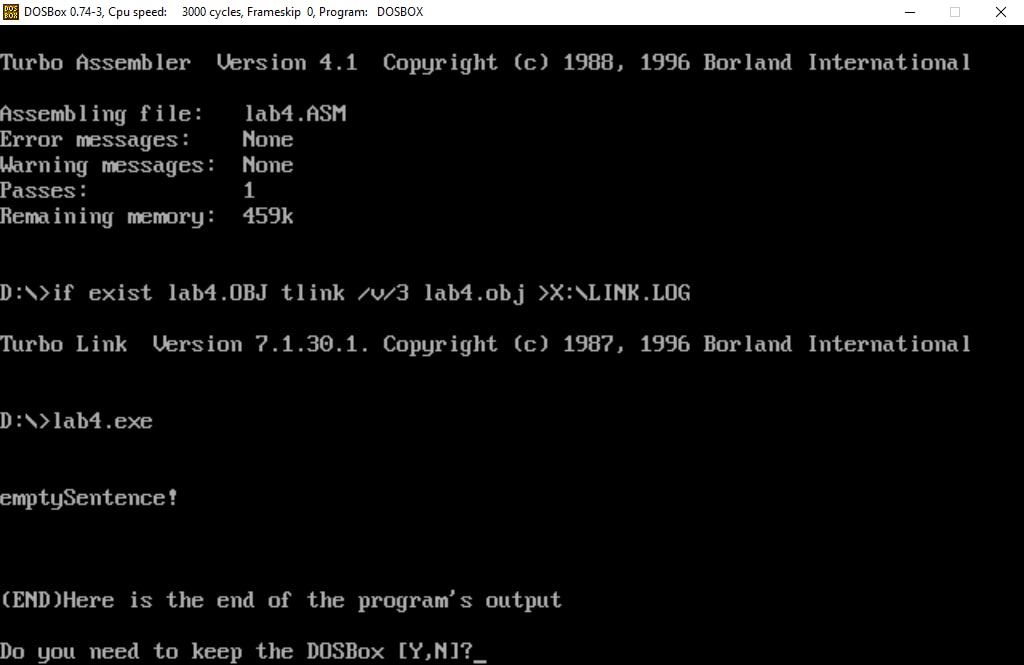 DOSBox 0.74-3, Cpu speed: 3000 cycles, Frameskip 0, Program: DOSBOX
Turbo Assembler Version 4.1 Copyright (c) 1988, 1996 Borland International
Assembling file: lab4.ASM
Error messages: None
Warning messages: None
Passes: 1
Remaining memory: 459k
D:\>if exist lab4.OBJ tlink /v/3 lab4.obj >X:\LINK.LOG
Turbo Link Version 7.1.30.1. Copyright (c) 1987, 1996 Borland International
D:\>lab4.exe
emptySentence!
(END)Here is the end of the program's output
Do you need to keep the DOSBox [Y,N]?_